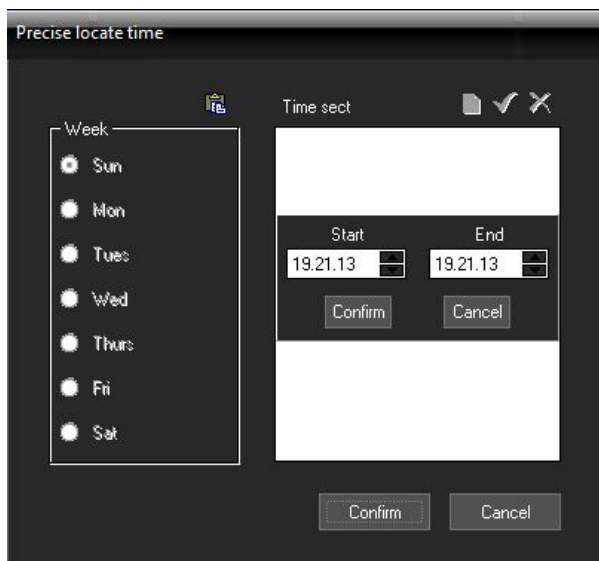 Precise locate time
Time sect
Week
Sun
Mon
Tues
Wed
Thurs
Fri
Sat
Start End
19.21.13 19.21.13
Confirm Cancel
Confirm Cancel